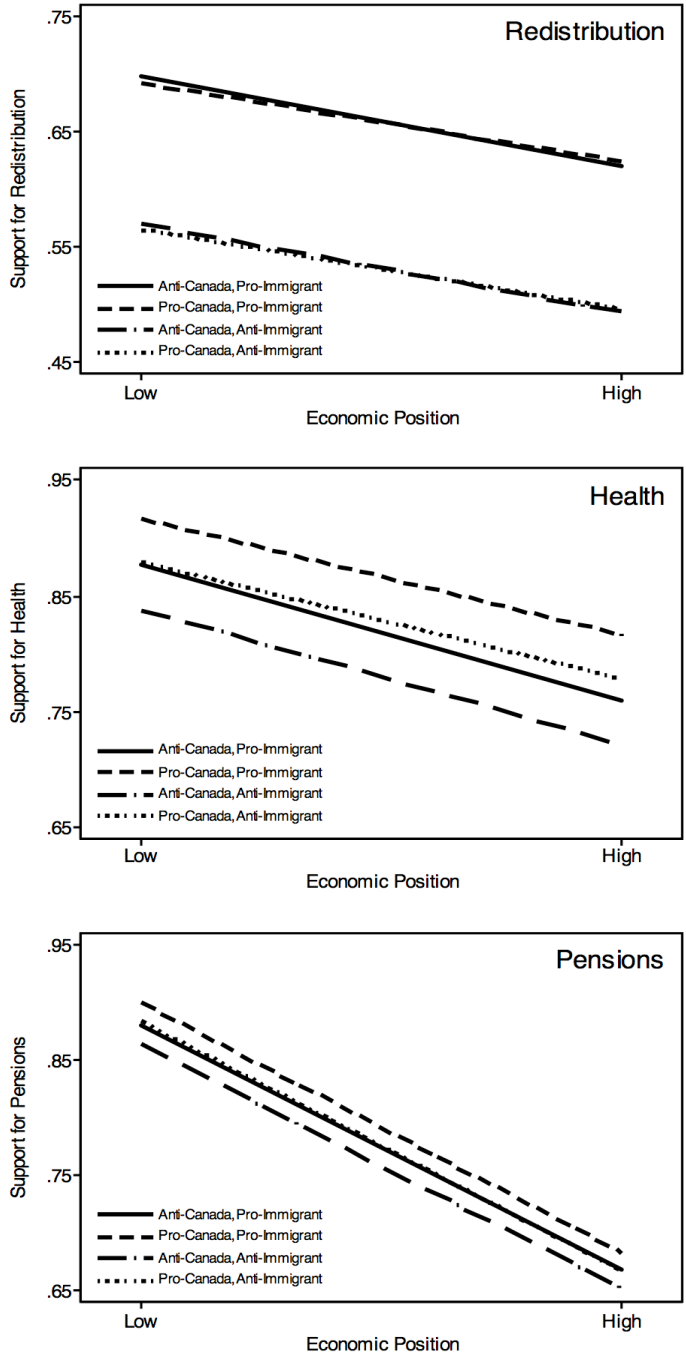 Redistribution
Support for Redistribution
.75
.65
.55
.45
Anti-Canada, Pro-Immigrant
Pro-Canada, Pro-Immigrant
Anti-Canada, Anti-Immigrant
Pro-Canada, Anti-Immigrant
Low
High
Economic Position
Health
Support for Health
.95
.85
.75
.65
Anti-Canada, Pro-Immigrant
Pro-Canada, Pro-Immigrant
Anti-Canada, Anti-Immigrant
Pro-Canada, Anti-Immigrant
Low
High
Economic Position
Pensions
Support for Pensions
.95
.85
.75
.65
Anti-Canada, Pro-Immigrant
Pro-Canada, Pro-Immigrant
Anti-Canada, Anti-Immigrant
Pro-Canada, Anti-Immigrant
Low
High
Economic Position